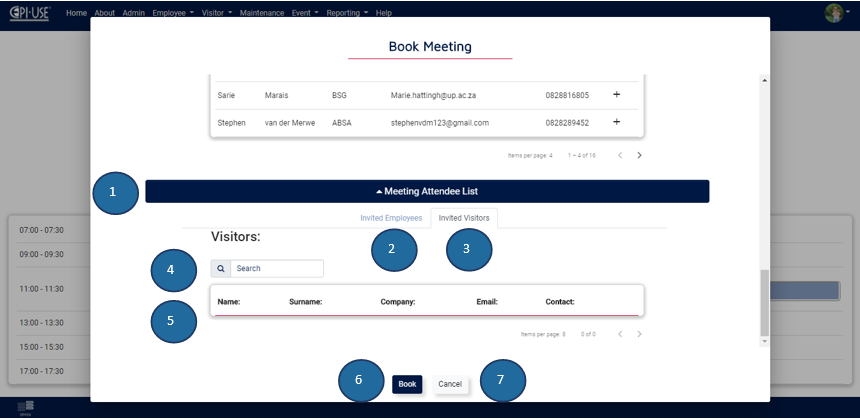 EPI-USE Home About Admin Employee Visitor Maintenance Event Reporting Help
Book Meeting
Sarie Marais BSG Marie.hattingh@up.ac.za 0828816805 +
Stephen van der Merwe ABSA stephenvdm123@gmail.com 0828289452 +
Items per page: 4 1 - 4 of 16
1 Meeting Attendee List
Invited Employees Invited Visitors
2 3
Visitors:
4 Search
5 Name: Surname: Company: Email: Contact:
Items per page: 8 0 of 0
6 Book Cancel 7
07:00 - 07:30
09:00 - 09:30
11:00 - 11:30
13:00 - 13:30
15:00 - 15:30
17:00 - 17:30